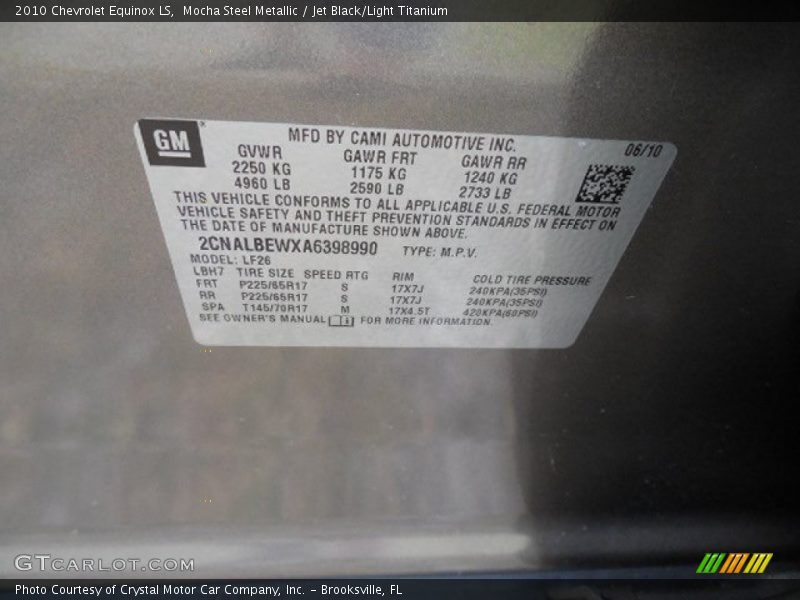 2010 Chevrolet Equinox LS, Mocha Steel Metallic / Jet Black/Light Titanium
GM ®
MFD BY CAMI AUTOMOTIVE INC. 06/10
GVWR GAWR FRT GAWR RR
2250 KG 1175 KG 1240 KG
4960 LB 2590 LB 2733 LB
THIS VEHICLE CONFORMS TO ALL APPLICABLE U.S. FEDERAL MOTOR
VEHICLE SAFETY AND THEFT PREVENTION STANDARDS IN EFFECT ON
THE DATE OF MANUFACTURE SHOWN ABOVE.
2CNALBEWXA6398990 TYPE: M.P.V.
MODEL: LF26
LBH7 TIRE SIZE SPEED RTG RIM COLD TIRE PRESSURE
FRT P225/65R17 S 17X7J 240KPA(35PSI)
RR P225/65R17 S 17X7J 240KPA(35PSI)
SPA T145/70R17 M 17X4.5T 420KPA(60PSI)
SEE OWNER'S MANUAL FOR MORE INFORMATION.
GTCARLOT.COM
Photo Courtesy of Crystal Motor Car Company, Inc. – Brooksville, FL